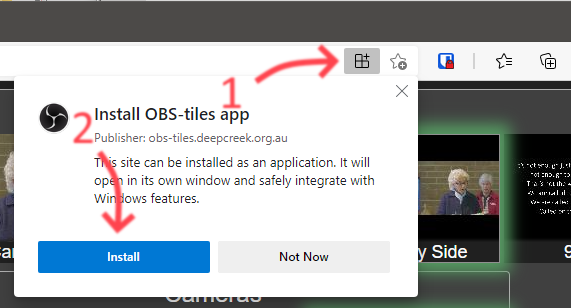 1
2
Install OBS-tiles app
Publisher: obs-tiles.deepcreek.org.au
This site can be installed as an application. It will
open in its own window and safely integrate with
Windows features.
Install
Not Now
y Side
9
Cameras